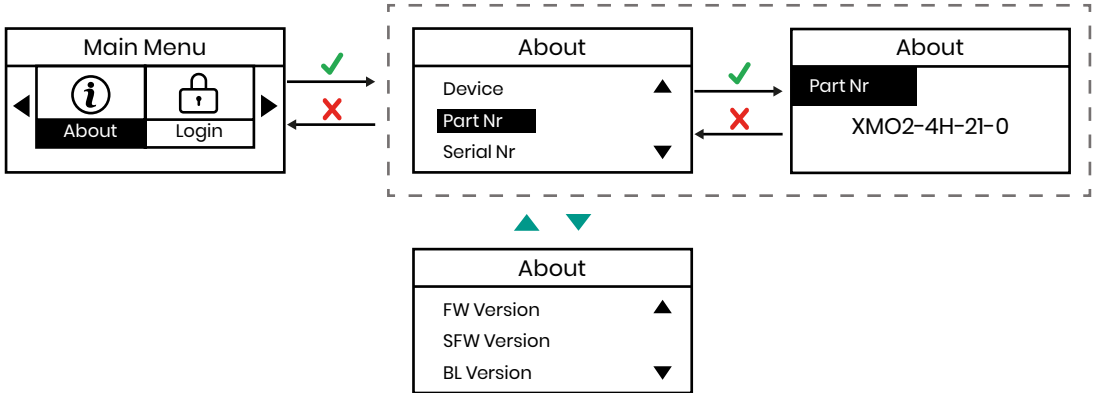 Main Menu
About
Login
About
Device
Part Nr
Serial Nr
About
Part Nr
XMO2-4H-21-0
About
FW Version
SFW Version
BL Version